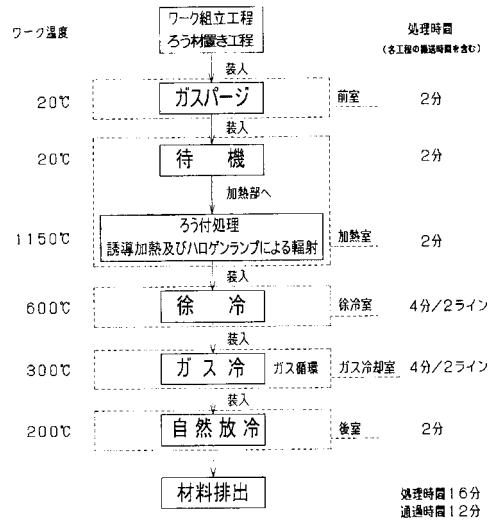 ワーク温度
ワーク組立工程
ろう材置き工程
処理時間
(各工程の搬送時間を含む)
装入
20℃
ガスパージ
前室
2分
装入
20℃
待機
2分
加熱部へ
1150℃
ろう付処理
誘導加熱及びハロゲンランプによる輻射
加熱室
2分
装入
600℃
徐冷
徐冷室
4分/2ライン
装入
300℃
ガス冷
ガス循環
ガス冷却室
4分/2ライン
装入
200℃
自然放冷
後室
2分
材料排出
処理時間16分
通過時間12分